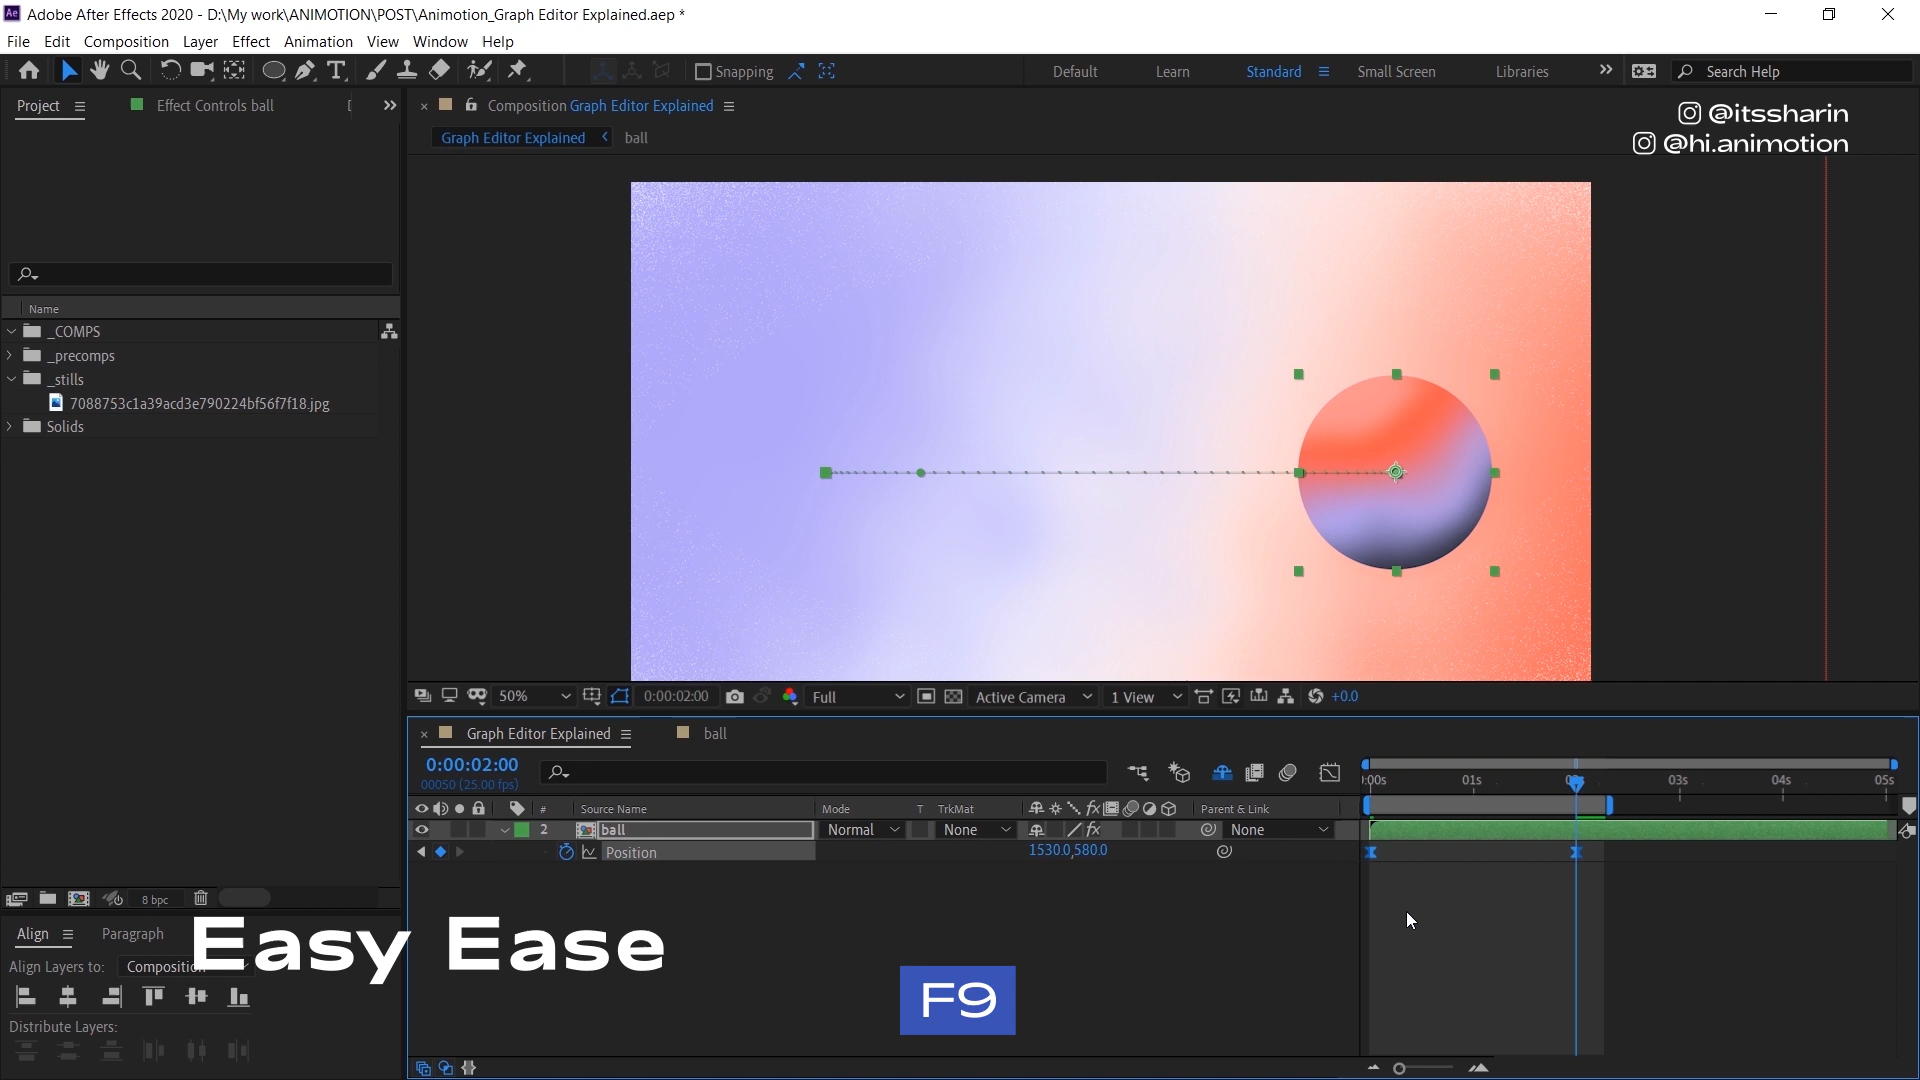 Adobe After Effects 2020 - D:\My work\ANIMOTION\POST\Animotion_Graph Editor Explained.aep *
File Edit Composition Layer Effect Animation View Window Help
Snapping Default Learn Standard Small Screen Libraries Search Help
Project Effect Controls ball Composition Graph Editor Explained
@itssharin
Graph Editor Explained ball
@hi.animotion
Name
_COMPS
_precomps
_stills
7088753c1a39acd3e790224bf56f7f18.jpg
Solids
50% 0:00:02:00 Full Active Camera 1 View +0.0
Graph Editor Explained ball
0:00:02:00
00050 (25.00 fps)
:00s 01s 03s 04s 05s
# Source Name Mode T TrkMat Parent & Link
2 ball Normal None None
Position 1530.0,580.0
8 bpc
Align Paragraph
Easy Ease
Align Layers to: Composition
F9
Distribute Layers: